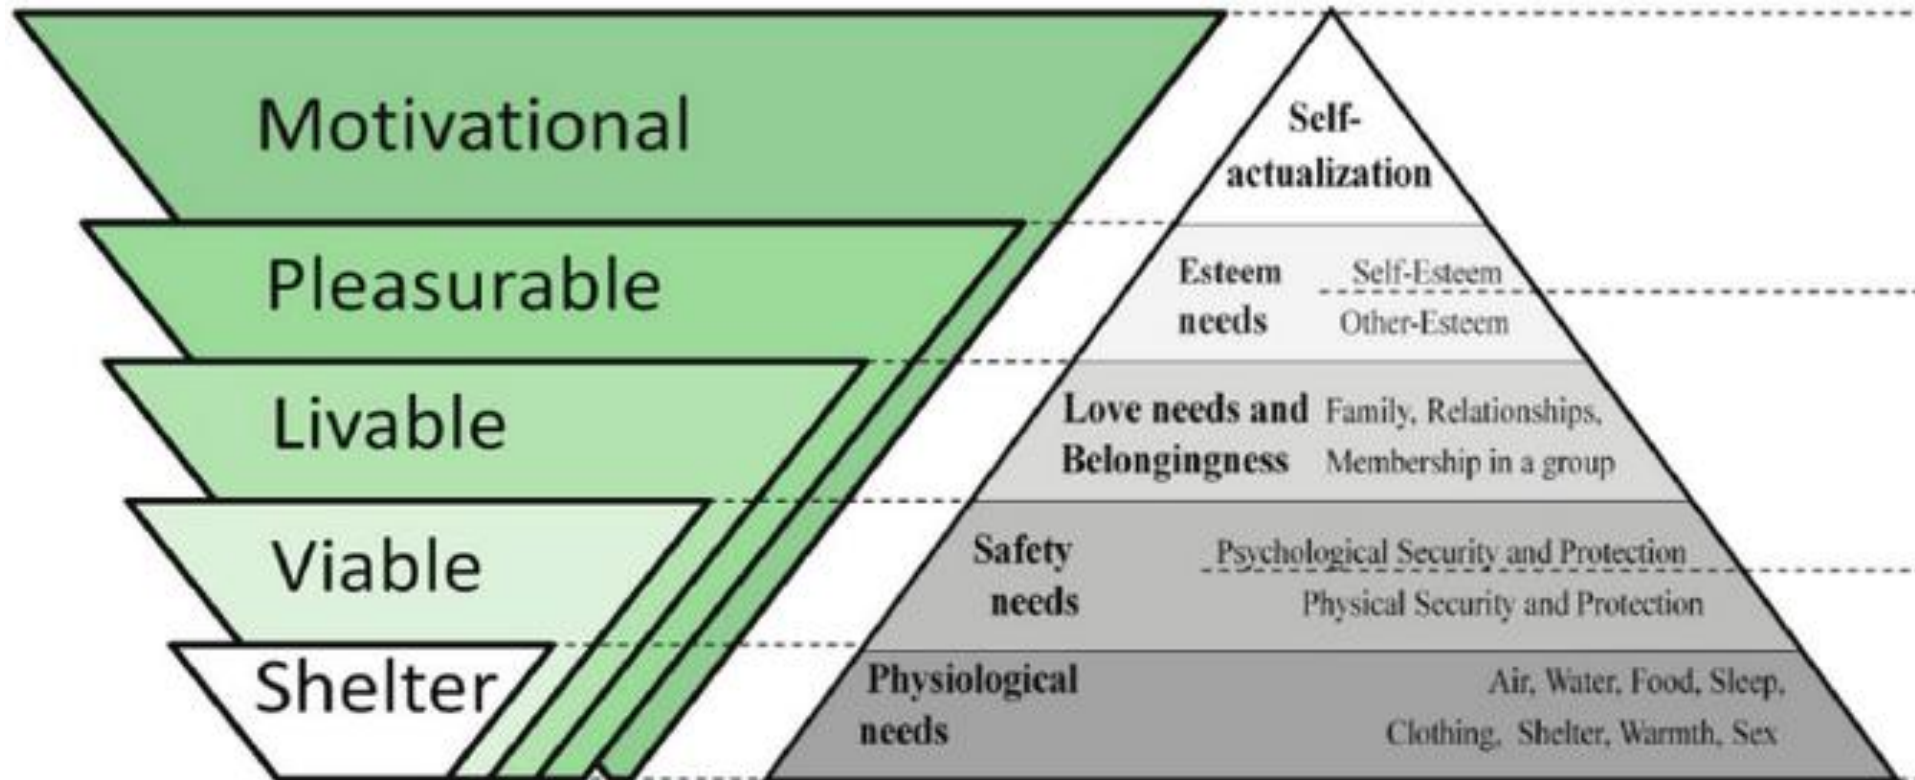 Motivational
Pleasurable
Livable
Viable
Shelter
Self-
actualization
Esteem
needs
Self-Esteem
Other-Esteem
Love needs and
Belongingness
Family, Relationships,
Membership in a group
Safety
needs
Psychological Security and Protection
Physical Security and Protection
Physiological
needs
Air, Water, Food, Sleep,
Clothing, Shelter, Warmth, Sex